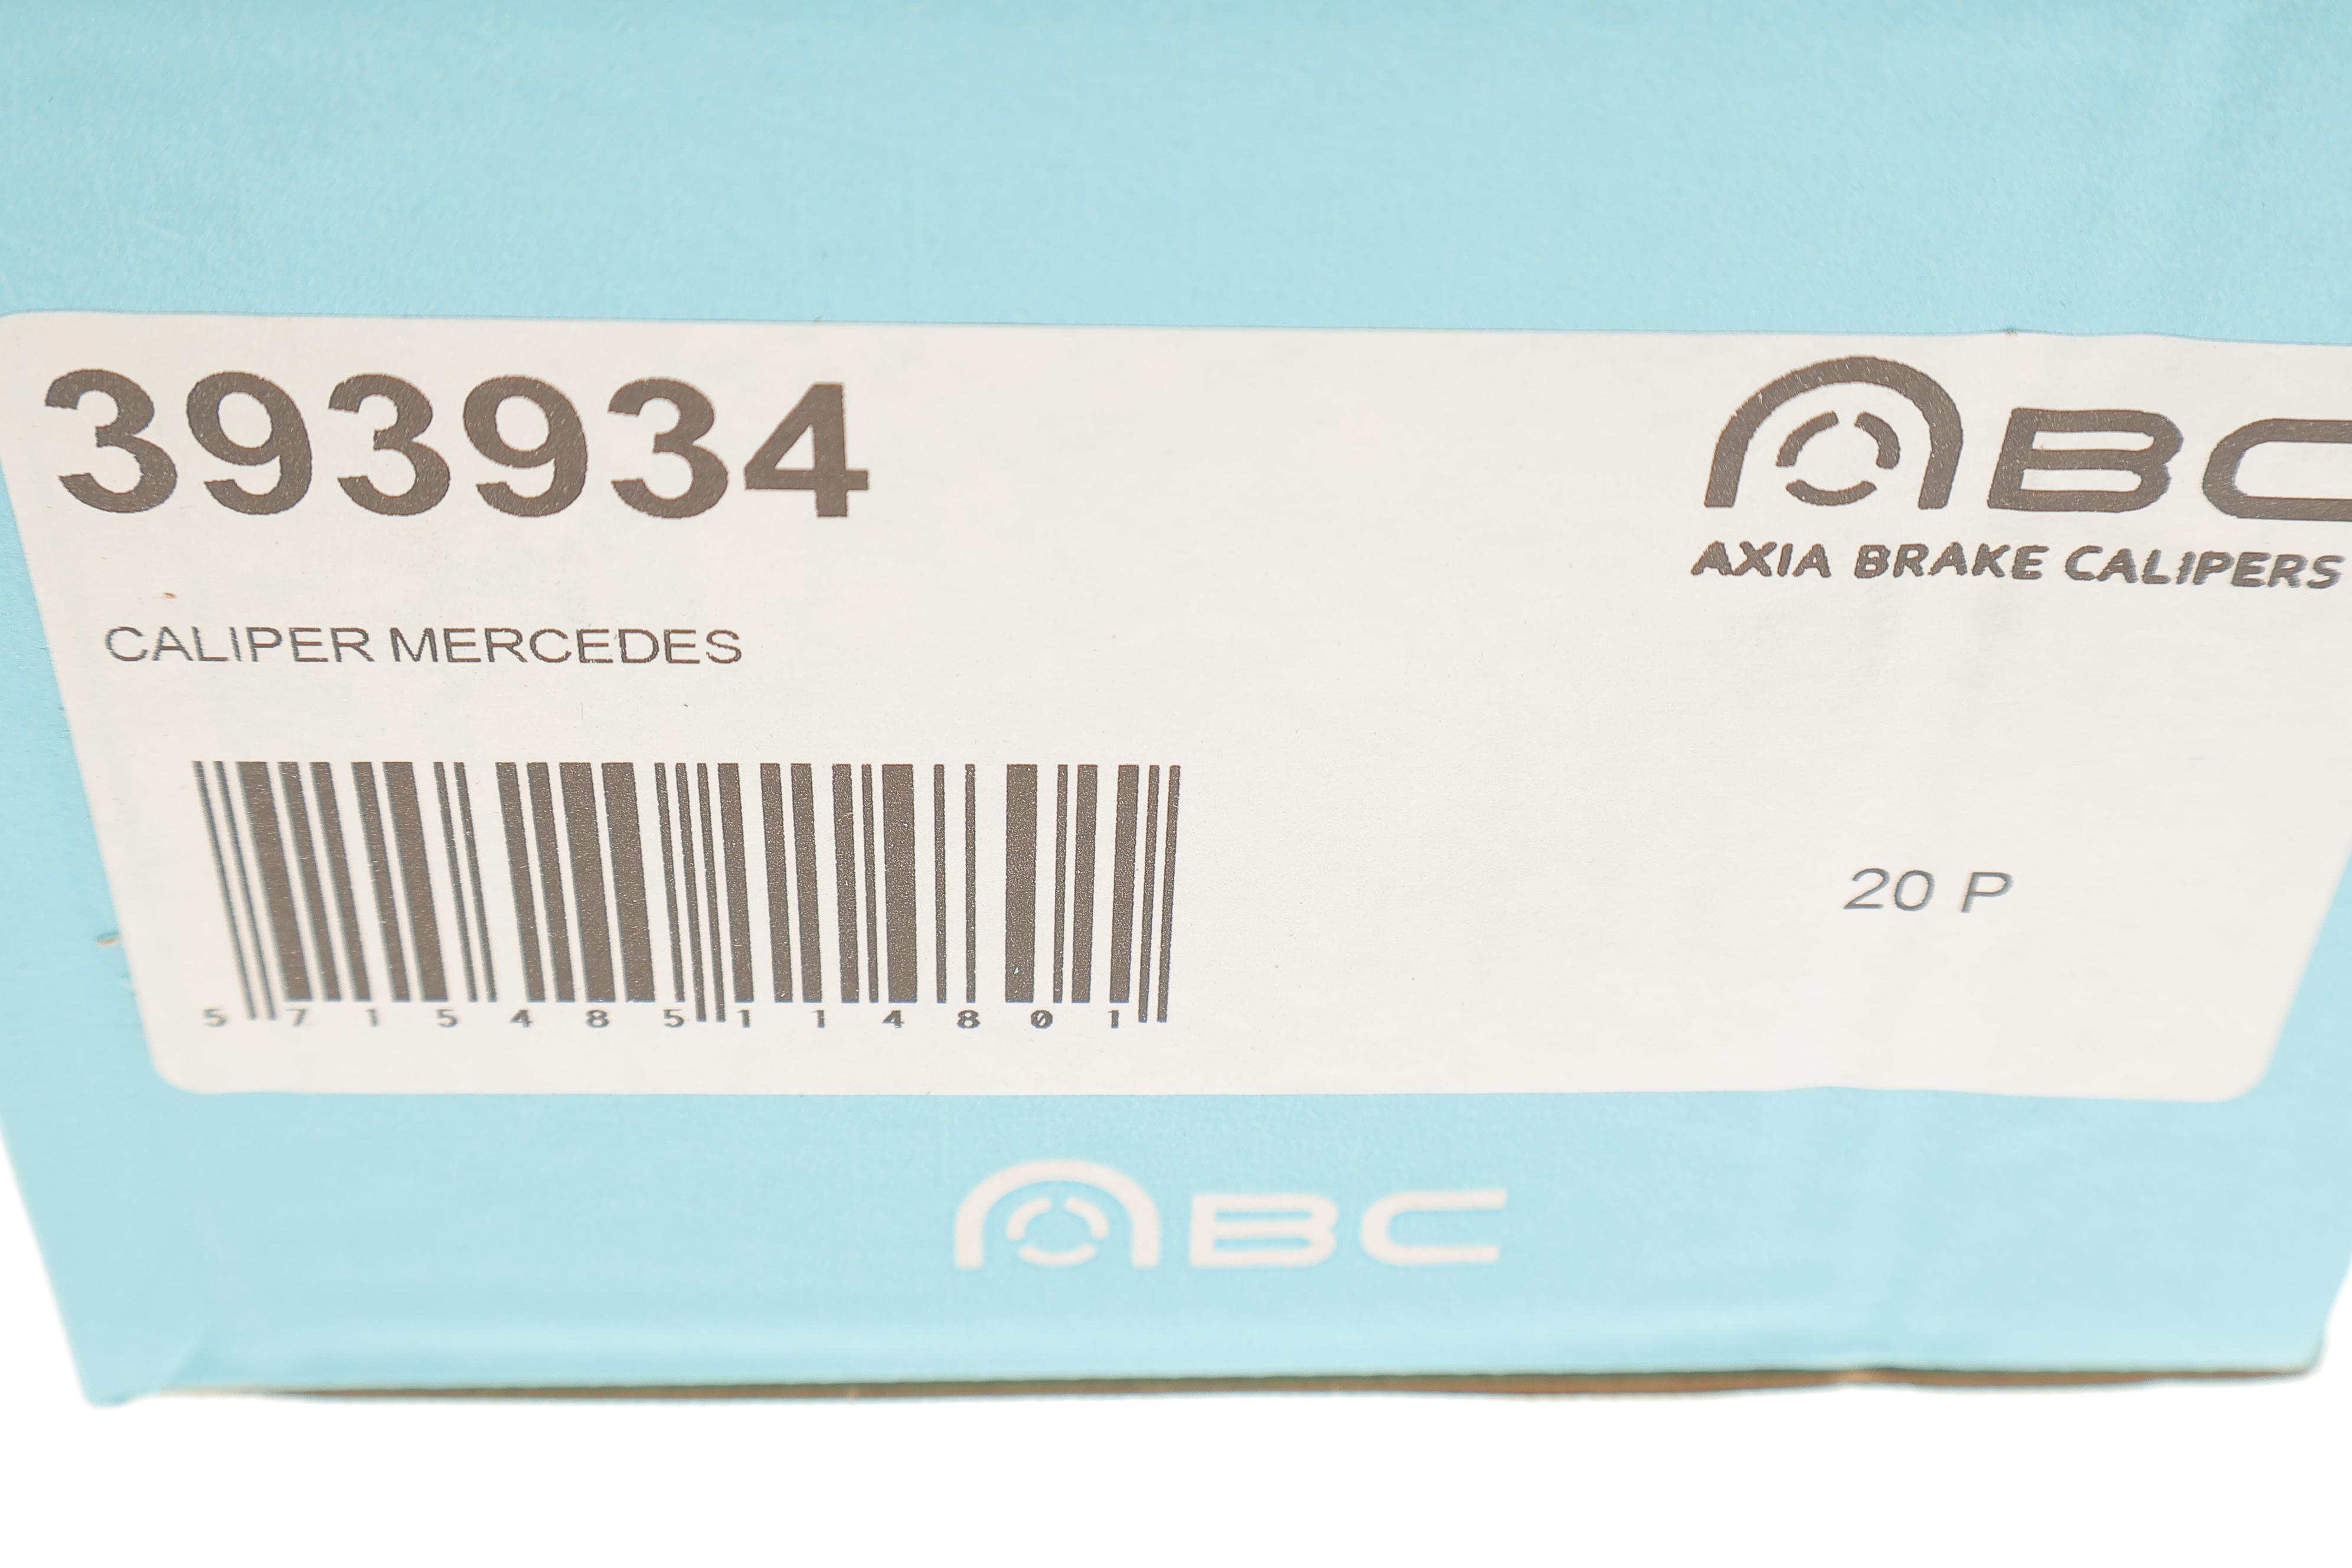 393934
ABC
AXIA BRAKE CALIPERS
CALIPER MERCEDES
20 P
5715485114801
ABC